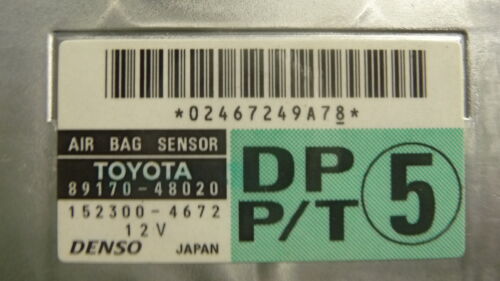 *02467249A78*
AIR BAG SENSOR
TOYOTA
89170-48020
152300-4672
12V
DENSO JAPAN
DP
P/T 5